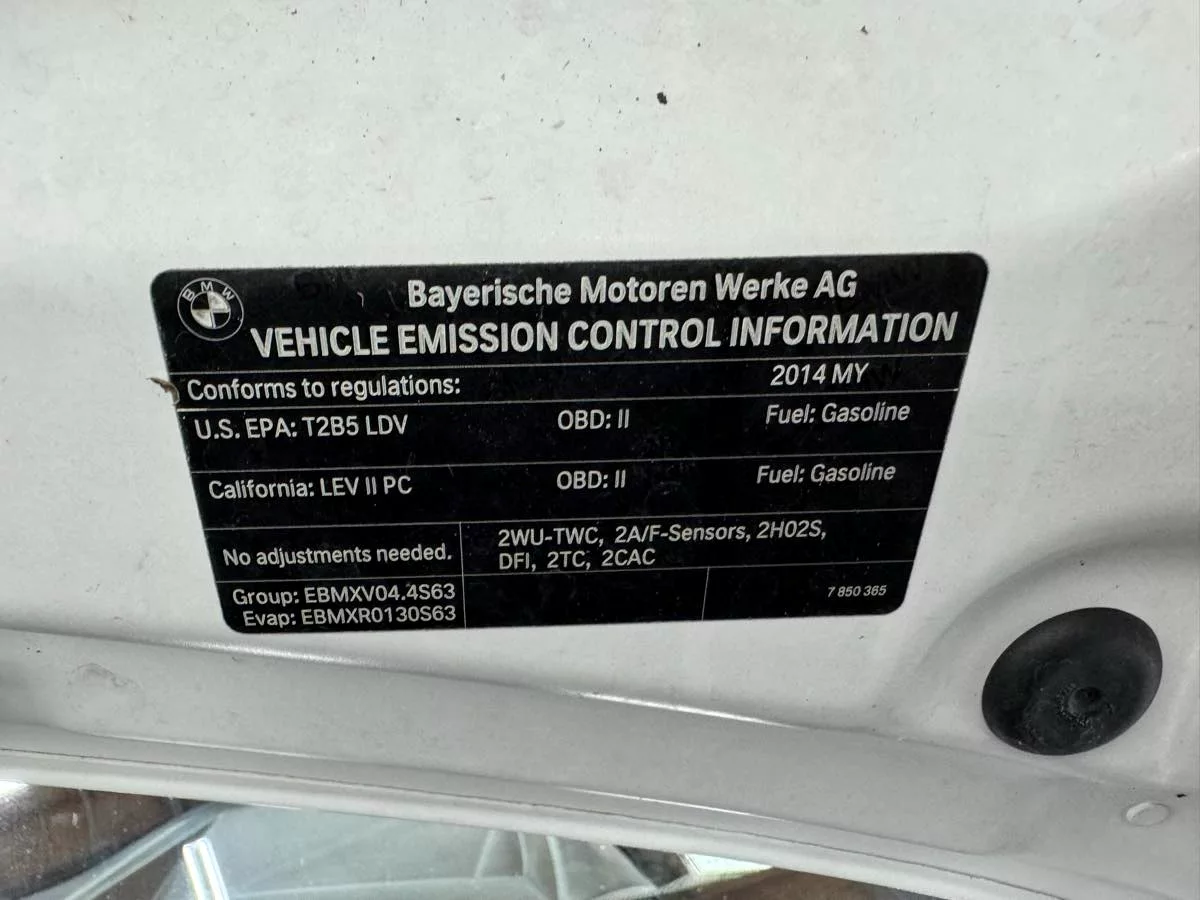 BMW
Bayerische Motoren Werke AG
VEHICLE EMISSION CONTROL INFORMATION
Conforms to regulations: 2014 MY
U.S. EPA: T2B5 LDV OBD: II Fuel: Gasoline
California: LEV II PC OBD: II Fuel: Gasoline
No adjustments needed.
2WU-TWC, 2A/F-Sensors, 2HO2S,
DFI, 2TC, 2CAC
Group: EBMXV04.4S63
Evap: EBMXR0130S63
7 850 365